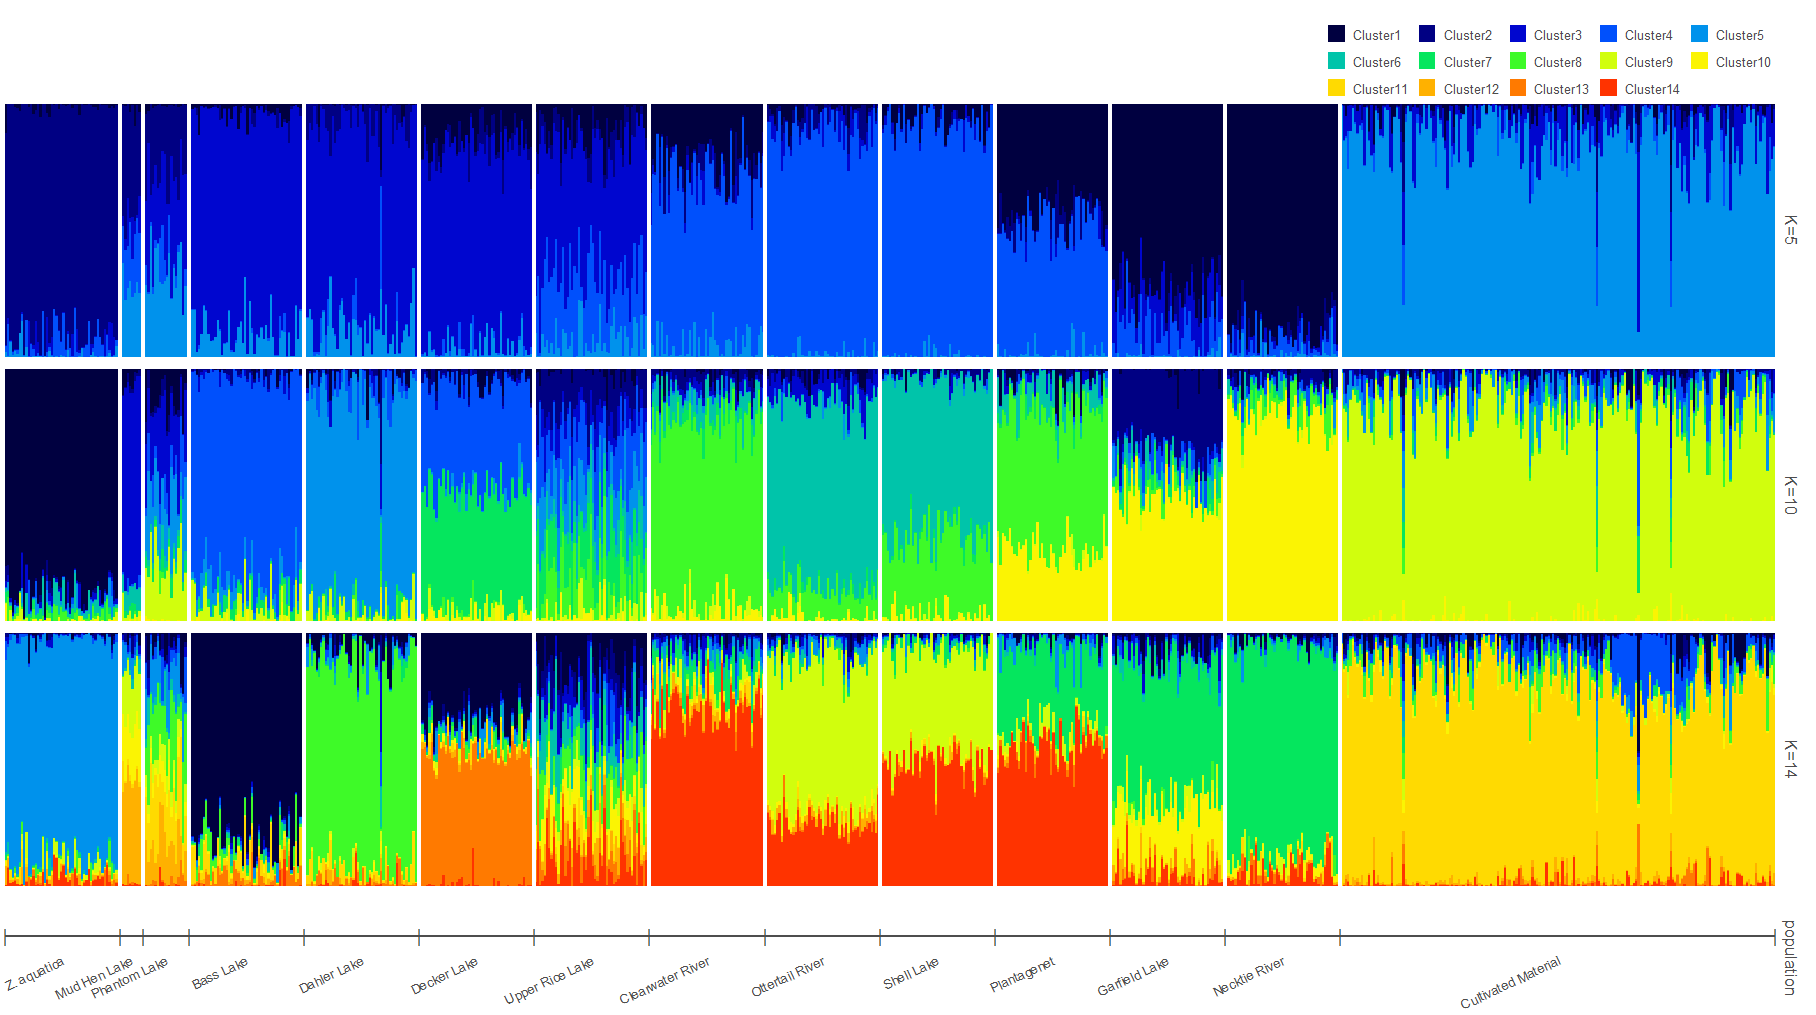 Cluster1 Cluster2 Cluster3 Cluster4 Cluster5
Cluster6 Cluster7 Cluster8 Cluster9 Cluster10
Cluster11 Cluster12 Cluster13 Cluster14
K=5
K=10
K=14
population
Z. aquatica
Mud Hen Lake
Phantom Lake
Bass Lake
Dahler Lake
Decker Lake
Upper Rice Lake
Clearwater River
Ottertail River
Shell Lake
Plantagenet
Garfield Lake
Necktie River
Cultivated Material